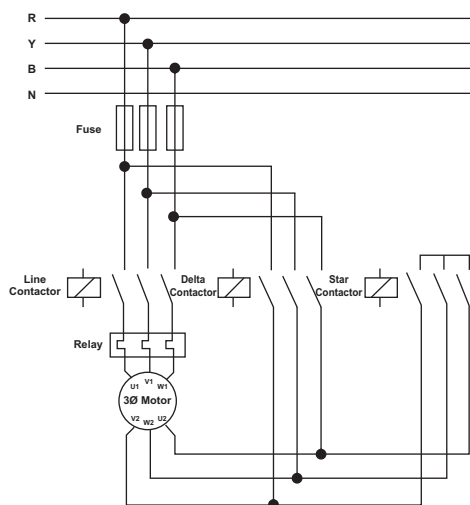 R
Y
B
N
Fuse
Line
Contactor
Delta
Contactor
Star
Contactor
Relay
U1 V1 W1
3Ø Motor
V2 W2 U2